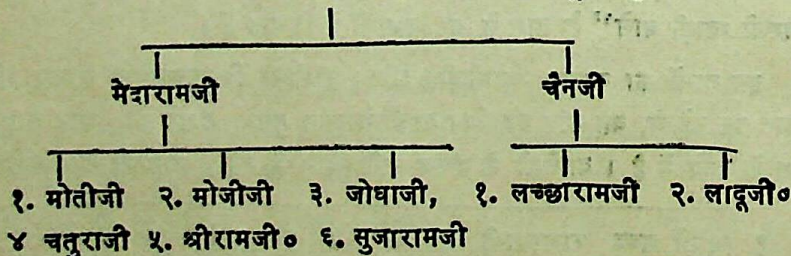 मेदारामजी चैनजी
१. मोतीजी २. मोजीजी ३. जोधाजी, १. लच्छारामजी २. लादूजी०
४ चतुराजी ५. श्रीरामजी० ६. सुजारामजी